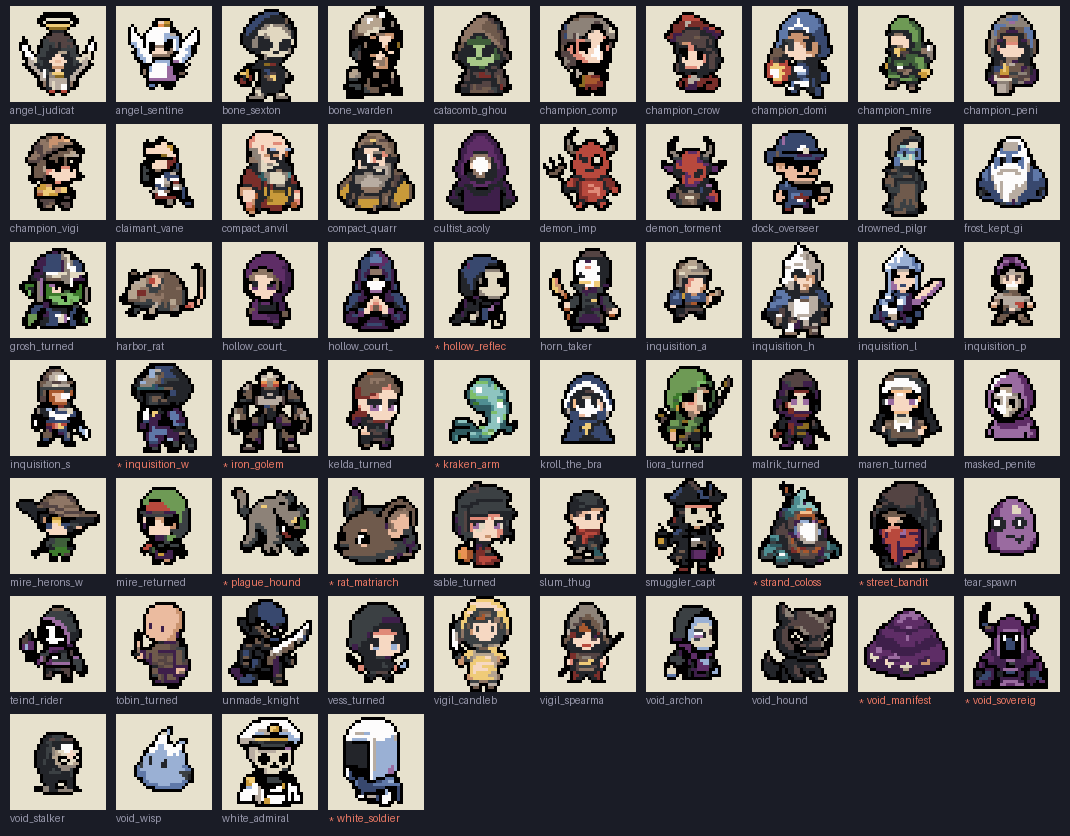 angel_judicat angel_sentine bone_sexton bone_warden catacomb_ghou champion_comp champion_crow champion_domi champion_mire champion_peni
champion_vigi claimant_vane compact_anvil compact_quarr cultist_acoly demon_imp demon_torment dock_overseer drowned_pilgr frost_kept_gi
grosh_turned harbor_rat hollow_court_ hollow_court_ * hollow_reflec horn_taker inquisition_a inquisition_h inquisition_l inquisition_p
inquisition_s * inquisition_w * iron_golem kelda_turned * kraken_arm kroll_the_bra liora_turned malrik_turned maren_turned masked_penite
mire_herons_w mire_returned * plague_hound * rat_matriarch sable_turned slum_thug smuggler_capt * strand_coloss * street_bandit tear_spawn
teind_rider tobin_turned unmade_knight vess_turned vigil_candleb vigil_spearma void_archon void_hound * void_manifest * void_sovereig
void_stalker void_wisp white_admiral * white_soldier